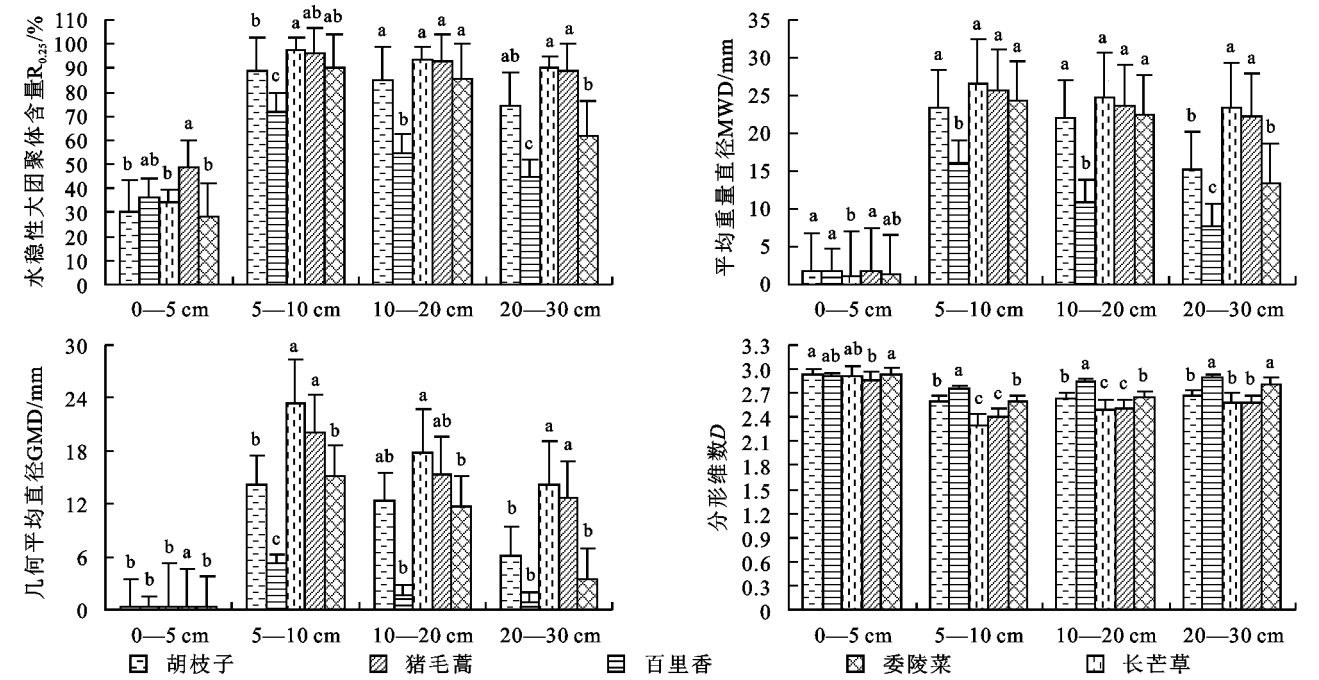 水稳性大团聚体含量R0.25/%
110
100
90
80
70
60
50
40
30
20
10
0
b ab b a b
b c a ab ab
a b a a a
ab c a a b
0—5 cm 5—10 cm 10—20 cm 20—30 cm
平均重量直径MWD/mm
35
30
25
20
15
10
5
0
a a b a ab
a b a a a
a b a a a
b c a a b
0—5 cm 5—10 cm 10—20 cm 20—30 cm
几何平均直径GMD/mm
30
24
18
12
6
0
b b b a b
b c a a b
ab b a ab b
b b a a b
0—5 cm 5—10 cm 10—20 cm 20—30 cm
分形维数D
3.3
3.0
2.7
2.4
2.1
1.8
1.5
1.2
0.9
0.6
0.3
0
a ab ab b a
b a c c b
b a c c b
b a b b a
0—5 cm 5—10 cm 10—20 cm 20—30 cm
胡枝子 猪毛蒿 百里香 委陵菜 长芒草